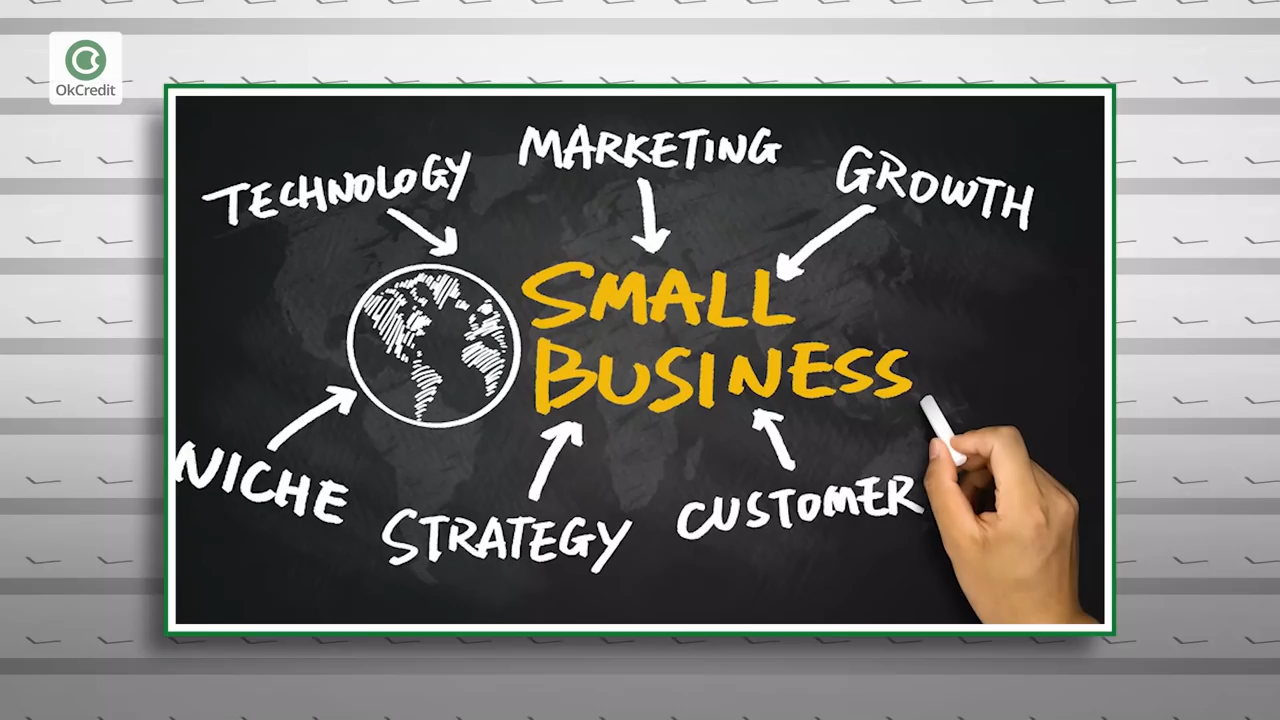 OkCredit
TECHNOLOGY
MARKETING
GROWTH
SMALL
BUSINESS
NICHE
STRATEGY
CUSTOMER